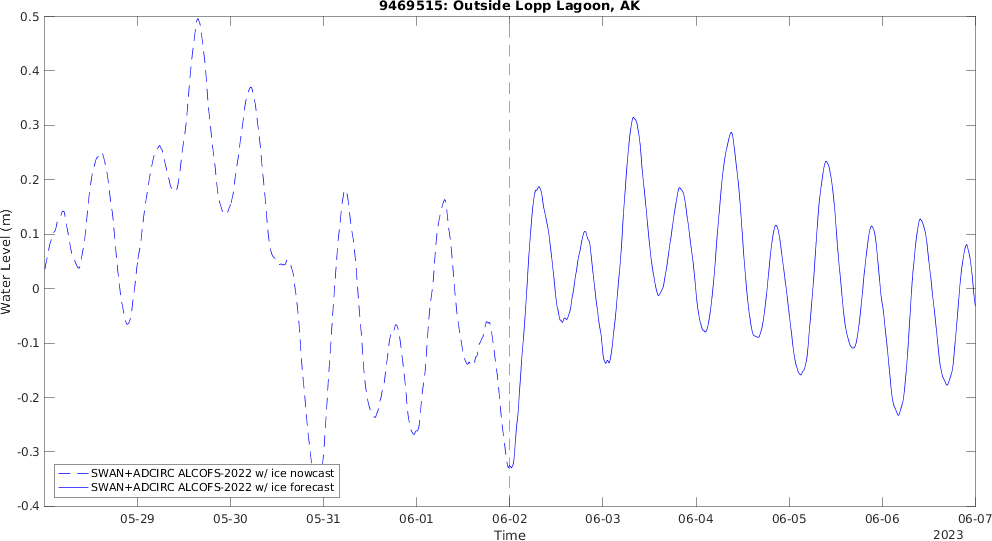 9469515: Outside Lopp Lagoon, AK
0.5
0.4
0.3
0.2
0.1
0
-0.1
-0.2
-0.3
-0.4
Water Level (m)
SWAN+ADCIRC ALCOFS-2022 w/ ice nowcast
SWAN+ADCIRC ALCOFS-2022 w/ ice forecast
05-29 05-30 05-31 06-01 06-02 06-03 06-04 06-05 06-06 06-07
Time
2023